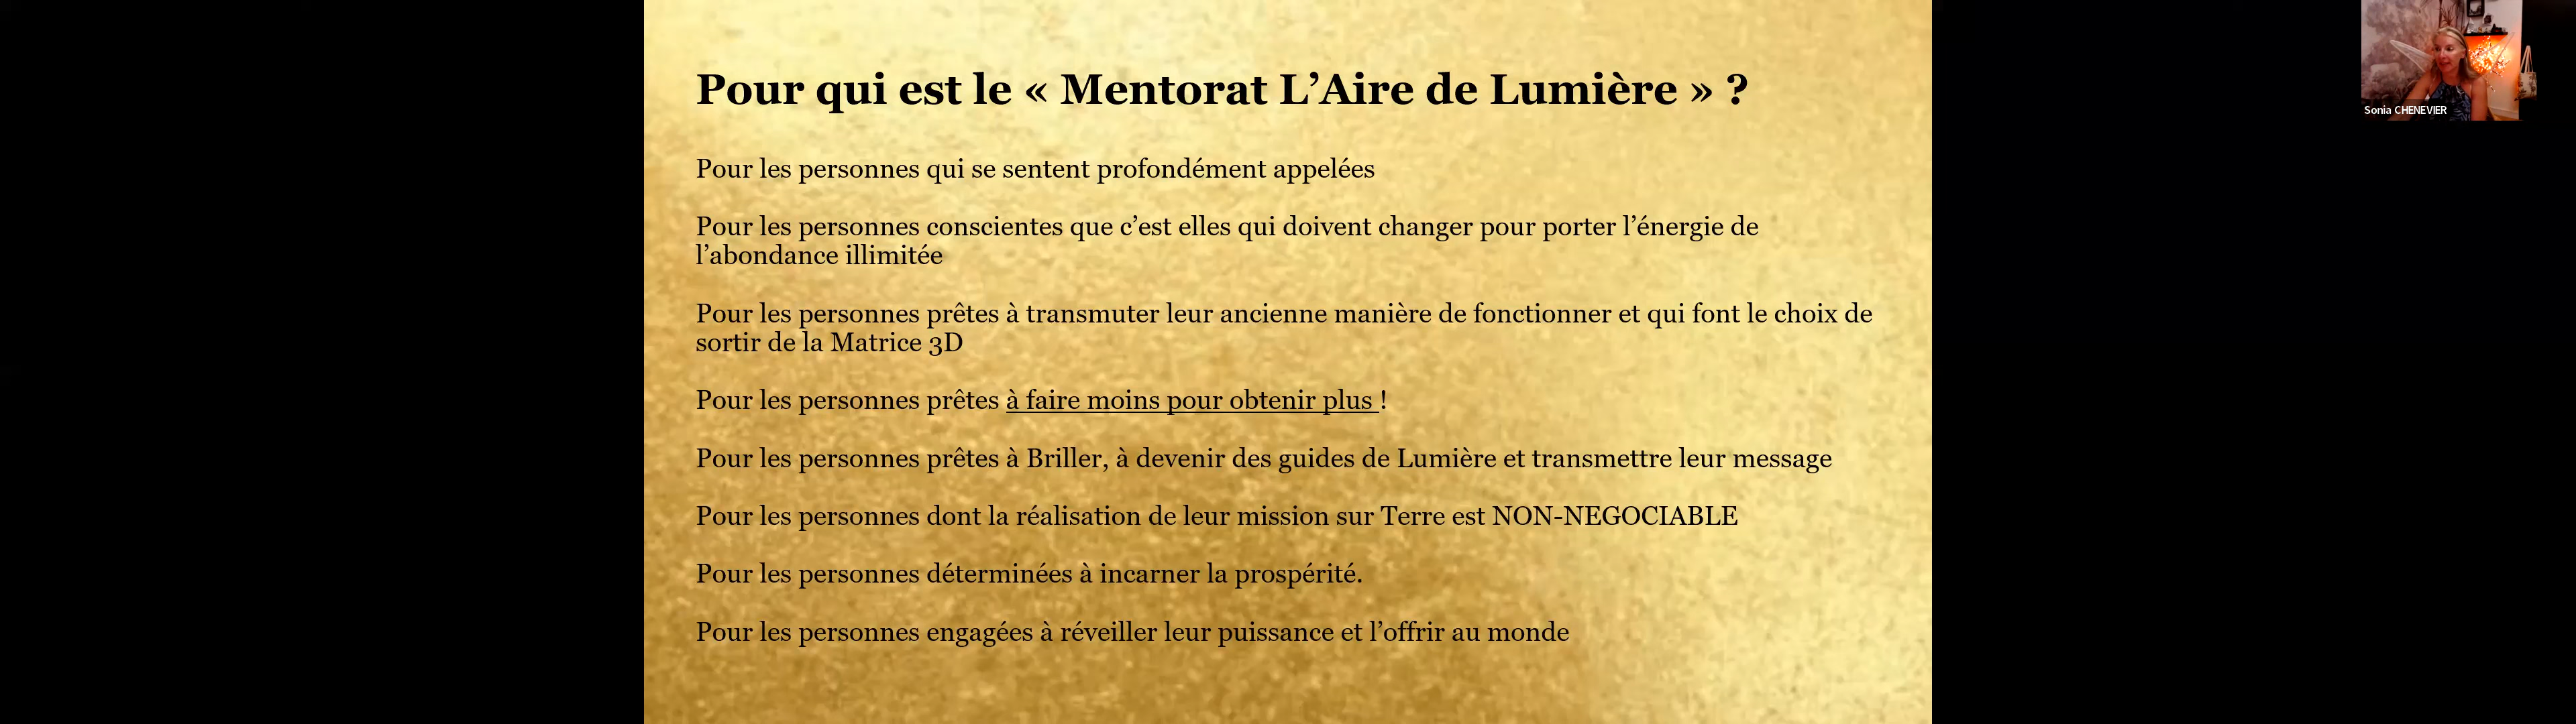 Pour qui est le « Mentorat L’Aire de Lumière » ?
Pour les personnes qui se sentent profondément appelées
Pour les personnes conscientes que c’est elles qui doivent changer pour porter l’énergie de
l’abondance illimitée
Pour les personnes prêtes à transmuter leur ancienne manière de fonctionner et qui font le choix de
sortir de la Matrice 3D
Pour les personnes prêtes à faire moins pour obtenir plus !
Pour les personnes prêtes à Briller, à devenir des guides de Lumière et transmettre leur message
Pour les personnes dont la réalisation de leur mission sur Terre est NON-NEGOCIABLE
Pour les personnes déterminées à incarner la prospérité.
Pour les personnes engagées à réveiller leur puissance et l’offrir au monde
Sonia CHENEVIER